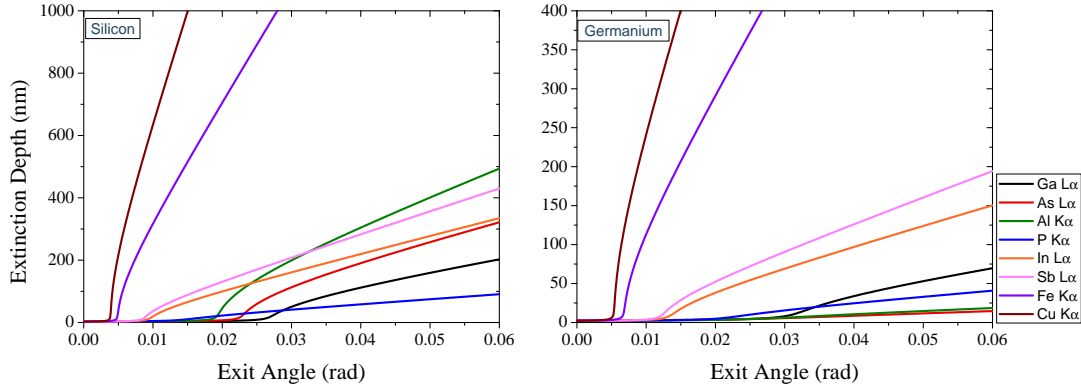 Silicon
Extinction Depth (nm)
1000
800
600
400
200
0
0.00 0.01 0.02 0.03 0.04 0.05 0.06
Exit Angle (rad)
Germanium
400
350
300
250
200
150
100
50
0
0.00 0.01 0.02 0.03 0.04 0.05 0.06
Exit Angle (rad)
Ga Lα
As Lα
Al Kα
P Kα
In Lα
Sb Lα
Fe Kα
Cu Kα